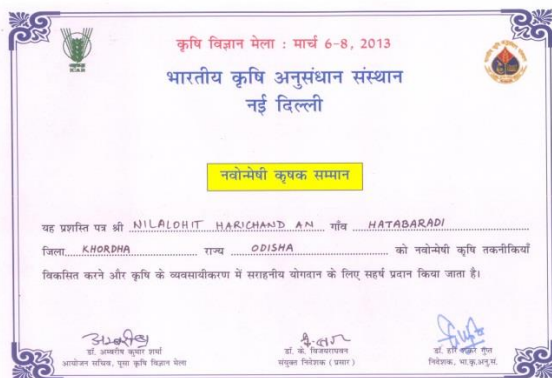 कृषि विज्ञान मेला : मार्च 6-8, 2013
भारतीय कृषि अनुसंधान संस्थान
नई दिल्ली
नवोन्मेषी कृषक सम्मान
यह प्रशस्ति पत्र श्री NILALOHIT HARICHAND AN गाँव HATABARADI
जिला KHORDHA राज्य ODISHA को नवोन्मेषी कृषि तकनीकियाँ
विकसित करने और कृषि के व्यवसायीकरण में सराहनीय योगदान के लिए सहर्ष प्रदान किया जाता है।
डॉ. अम्बरीष कुमार शर्मा
आयोजन सचिव, पूसा कृषि विज्ञान मेला
डॉ. के. विजयराघवन
संयुक्त निदेशक (प्रसार)
डॉ. हरि शंकर गुप्त
निदेशक, भा.कृ.अनु.सं.